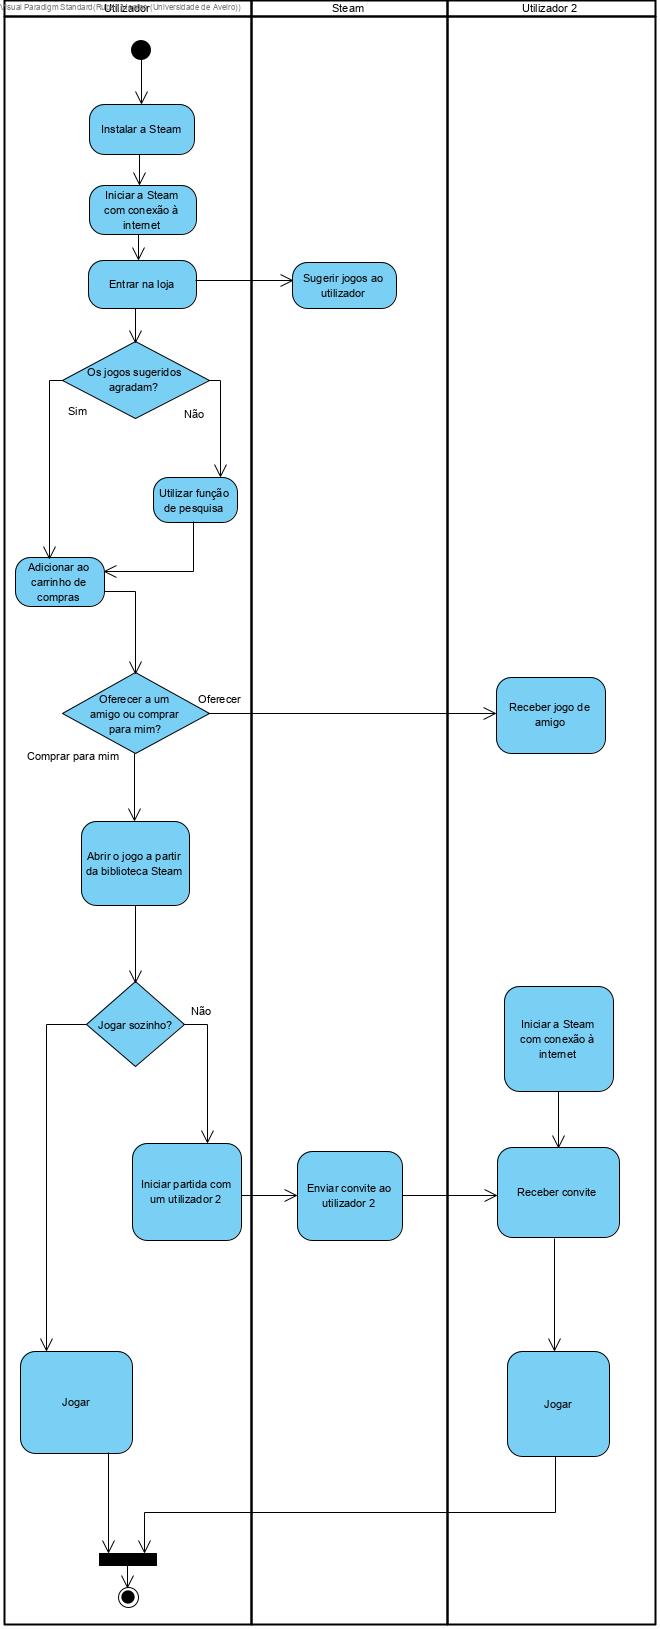 Visual Paradigm Standard(Ru (Universidade de Aveiro))
Utilizador
Steam
Utilizador 2
Instalar a Steam
Iniciar a Steam
com conexão à
internet
Entrar na loja
Sugerir jogos ao
utilizador
Os jogos sugeridos
agradam?
Sim
Não
Utilizar função
de pesquisa
Adicionar ao
carrinho de
compras
Oferecer a um
amigo ou comprar
para mim?
Oferecer
Receber jogo de
amigo
Comprar para mim
Abrir o jogo a partir
da biblioteca Steam
Jogar sozinho?
Não
Iniciar a Steam
com conexão à
internet
Iniciar partida com
um utilizador 2
Enviar convite ao
utilizador 2
Receber convite
Jogar
Jogar